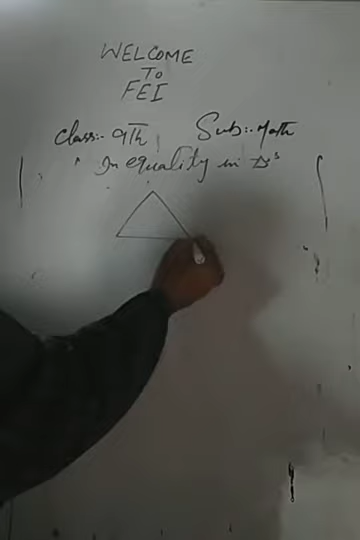 WELCOME
To
FEI
Class:- 9Th Sub:- Math
Inequality in Δs